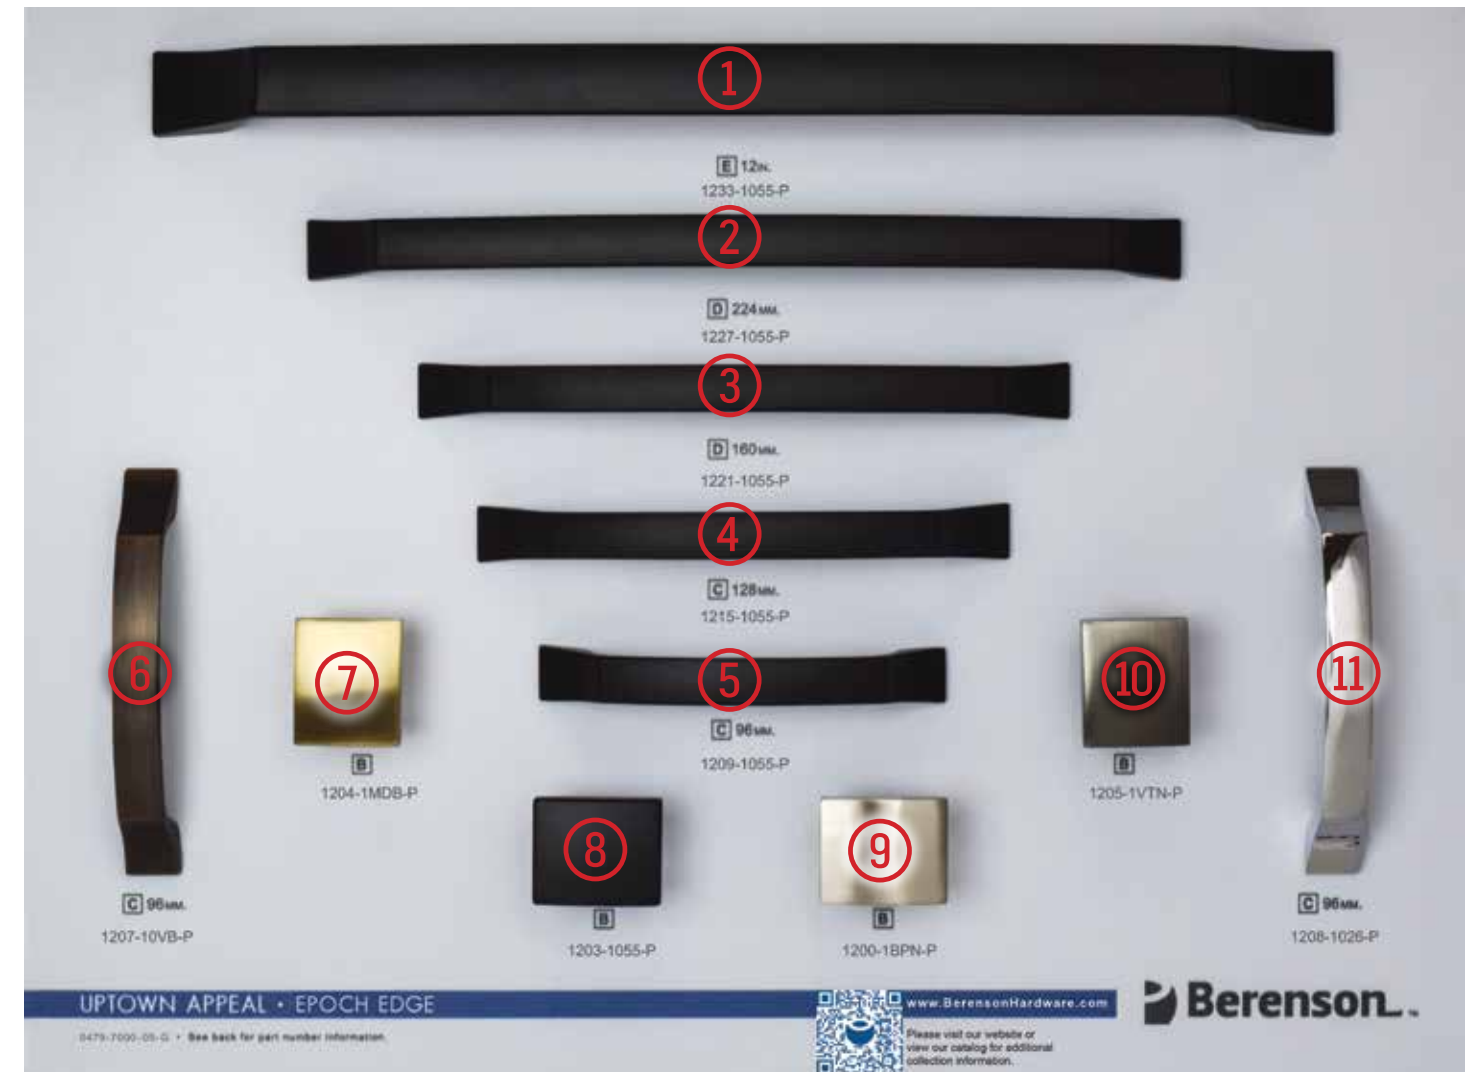 1
E 12IN.
1233-1055-P
2
D 224MM.
1227-1055-P
3
D 160MM.
1221-1055-P
4
C 128MM.
1215-1055-P
5
C 96MM.
1209-1055-P
6
C 96MM.
1207-10VB-P
7
B
1204-1MDB-P
8
B
1203-1055-P
9
B
1200-1BPN-P
10
B
1205-1VTN-P
11
C 96MM.
1208-1026-P
UPTOWN APPEAL • EPOCH EDGE
0479-7000-05-G • See back for part number information.
www.BerensonHardware.com
Please visit our website or
view our catalog for additional
collection information.
Berenson